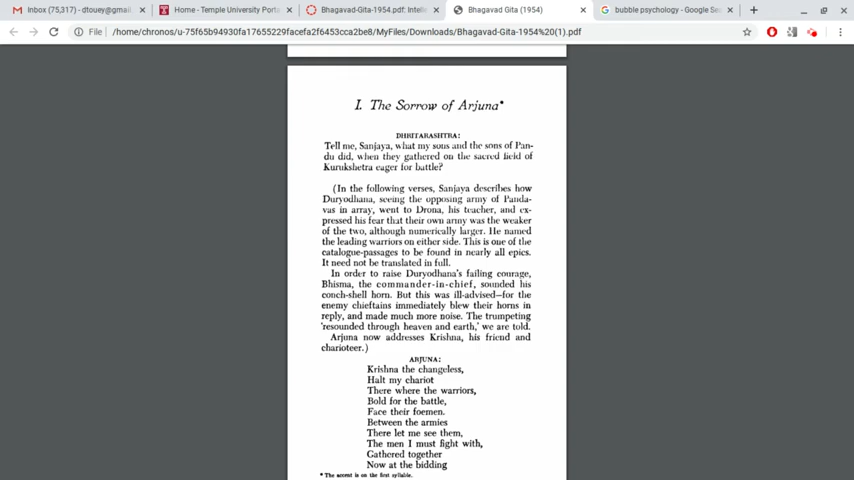 Inbox (75,317) - dtouey@gmail
Home - Temple University Porta
Bhagavad-Gita-1954.pdf: Intelle
Bhagavad Gita (1954)
bubble psychology - Google Sea
File
/home/chronos/u-75f65b94930fa17655229facefa2f6453cca2be8/MyFiles/Downloads/Bhagavad-Gita-1954%20(1).pdf
I. The Sorrow of Arjuna*
DHRITARASHTRA:
Tell me, Sanjaya, what my sons and the sons of Pan-
du did, when they gathered on the sacred field of
Kurukshetra eager for battle?
(In the following verses, Sanjaya describes how
Duryodhana, seeing the opposing army of Panda-
vas in array, went to Drona, his teacher, and ex-
pressed his fear that their own army was the weaker
of the two, although numerically larger. He named
the leading warriors on either side. This is one of the
catalogue-passages to be found in nearly all epics.
It need not be translated in full.
In order to raise Duryodhana's failing courage,
Bhisma, the commander-in-chief, sounded his
conch-shell horn. But this was ill-advised—for the
enemy chieftains immediately blew their horns in
reply, and made much more noise. The trumpeting
'resounded through heaven and earth,' we are told.
Arjuna now addresses Krishna, his friend and
charioteer.)
ARJUNA:
Krishna the changeless,
Halt my chariot
There where the warriors,
Bold for the battle,
Face their foemen.
Between the armies
There let me see them,
The men I must fight with,
Gathered together
Now at the bidding
* The accent is on the first syllable.